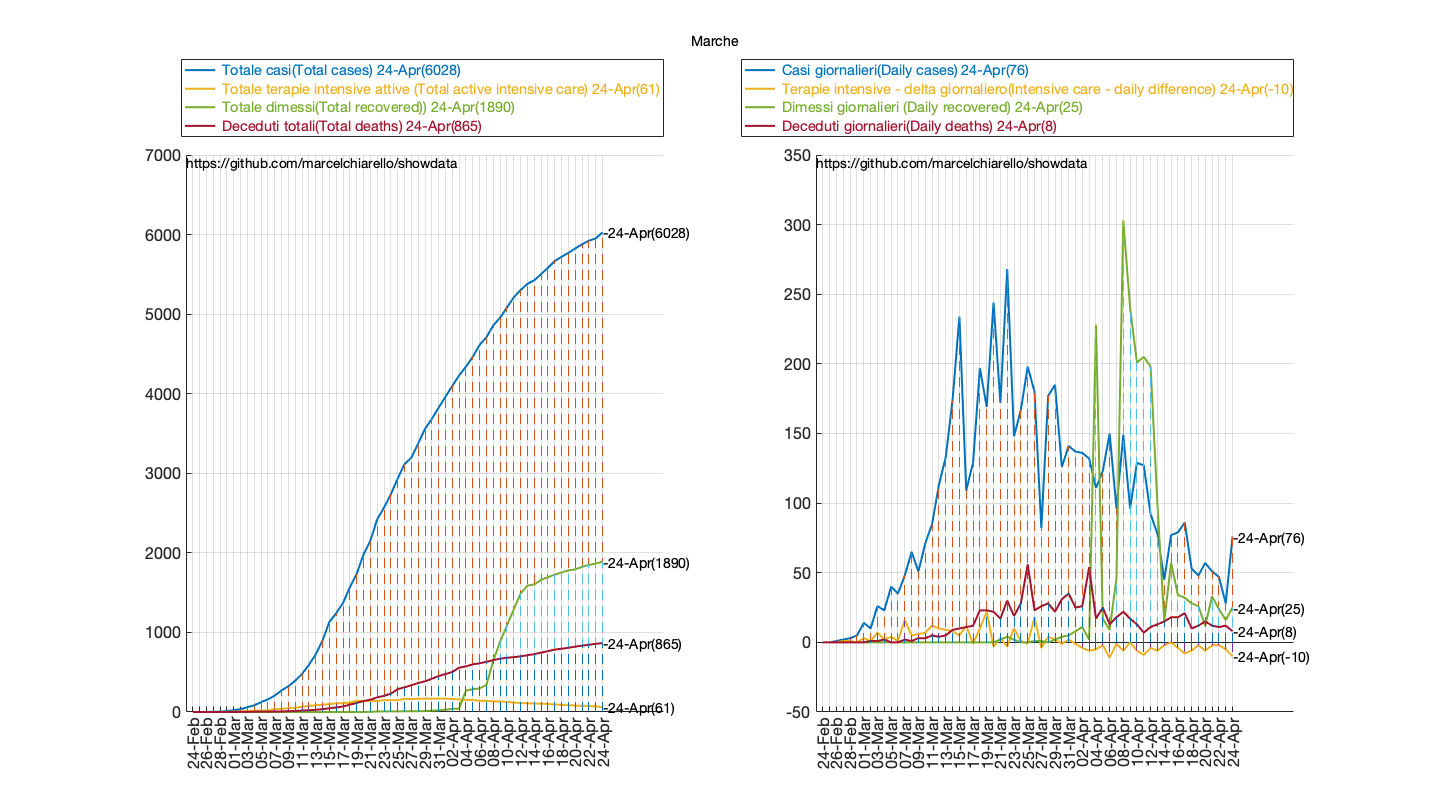 Marche
Totale casi(Total cases) 24-Apr(6028)
Totale terapie intensive attive (Total active intensive care) 24-Apr(61)
Totale dimessi(Total recovered)) 24-Apr(1890)
Deceduti totali(Total deaths) 24-Apr(865)
https://github.com/marcelchiarello/showdata
7000
6000
5000
4000
3000
2000
1000
0
-24-Apr(6028)
-24-Apr(1890)
-24-Apr(865)
-24-Apr(61)
24-Feb
26-Feb
28-Feb
01-Mar
03-Mar
05-Mar
07-Mar
09-Mar
11-Mar
13-Mar
15-Mar
17-Mar
19-Mar
21-Mar
23-Mar
25-Mar
27-Mar
29-Mar
31-Mar
02-Apr
04-Apr
06-Apr
08-Apr
10-Apr
12-Apr
14-Apr
16-Apr
18-Apr
20-Apr
22-Apr
24-Apr
Casi giornalieri(Daily cases) 24-Apr(76)
Terapie intensive - delta giornaliero(Intensive care - daily difference) 24-Apr(-10)
Dimessi giornalieri (Daily recovered) 24-Apr(25)
Deceduti giornalieri(Daily deaths) 24-Apr(8)
https://github.com/marcelchiarello/showdata
350
300
250
200
150
100
50
0
-50
-24-Apr(76)
-24-Apr(25)
-24-Apr(8)
-24-Apr(-10)
24-Feb
26-Feb
28-Feb
01-Mar
03-Mar
05-Mar
07-Mar
09-Mar
11-Mar
13-Mar
15-Mar
17-Mar
19-Mar
21-Mar
23-Mar
25-Mar
27-Mar
29-Mar
31-Mar
02-Apr
04-Apr
06-Apr
08-Apr
10-Apr
12-Apr
14-Apr
16-Apr
18-Apr
20-Apr
22-Apr
24-Apr